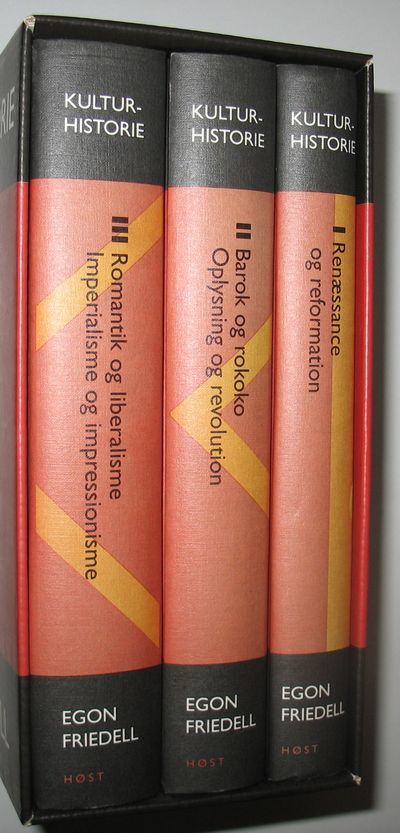 KULTUR-
HISTORIE
III Romantik og liberalisme
Imperialisme og impressionisme
EGON
FRIEDELL
HØST
KULTUR-
HISTORIE
II Barok og rokoko
Oplysning og revolution
EGON
FRIEDELL
HØST
KULTUR-
HISTORIE
I Renæssance
og reformation
EGON
FRIEDELL
HØST